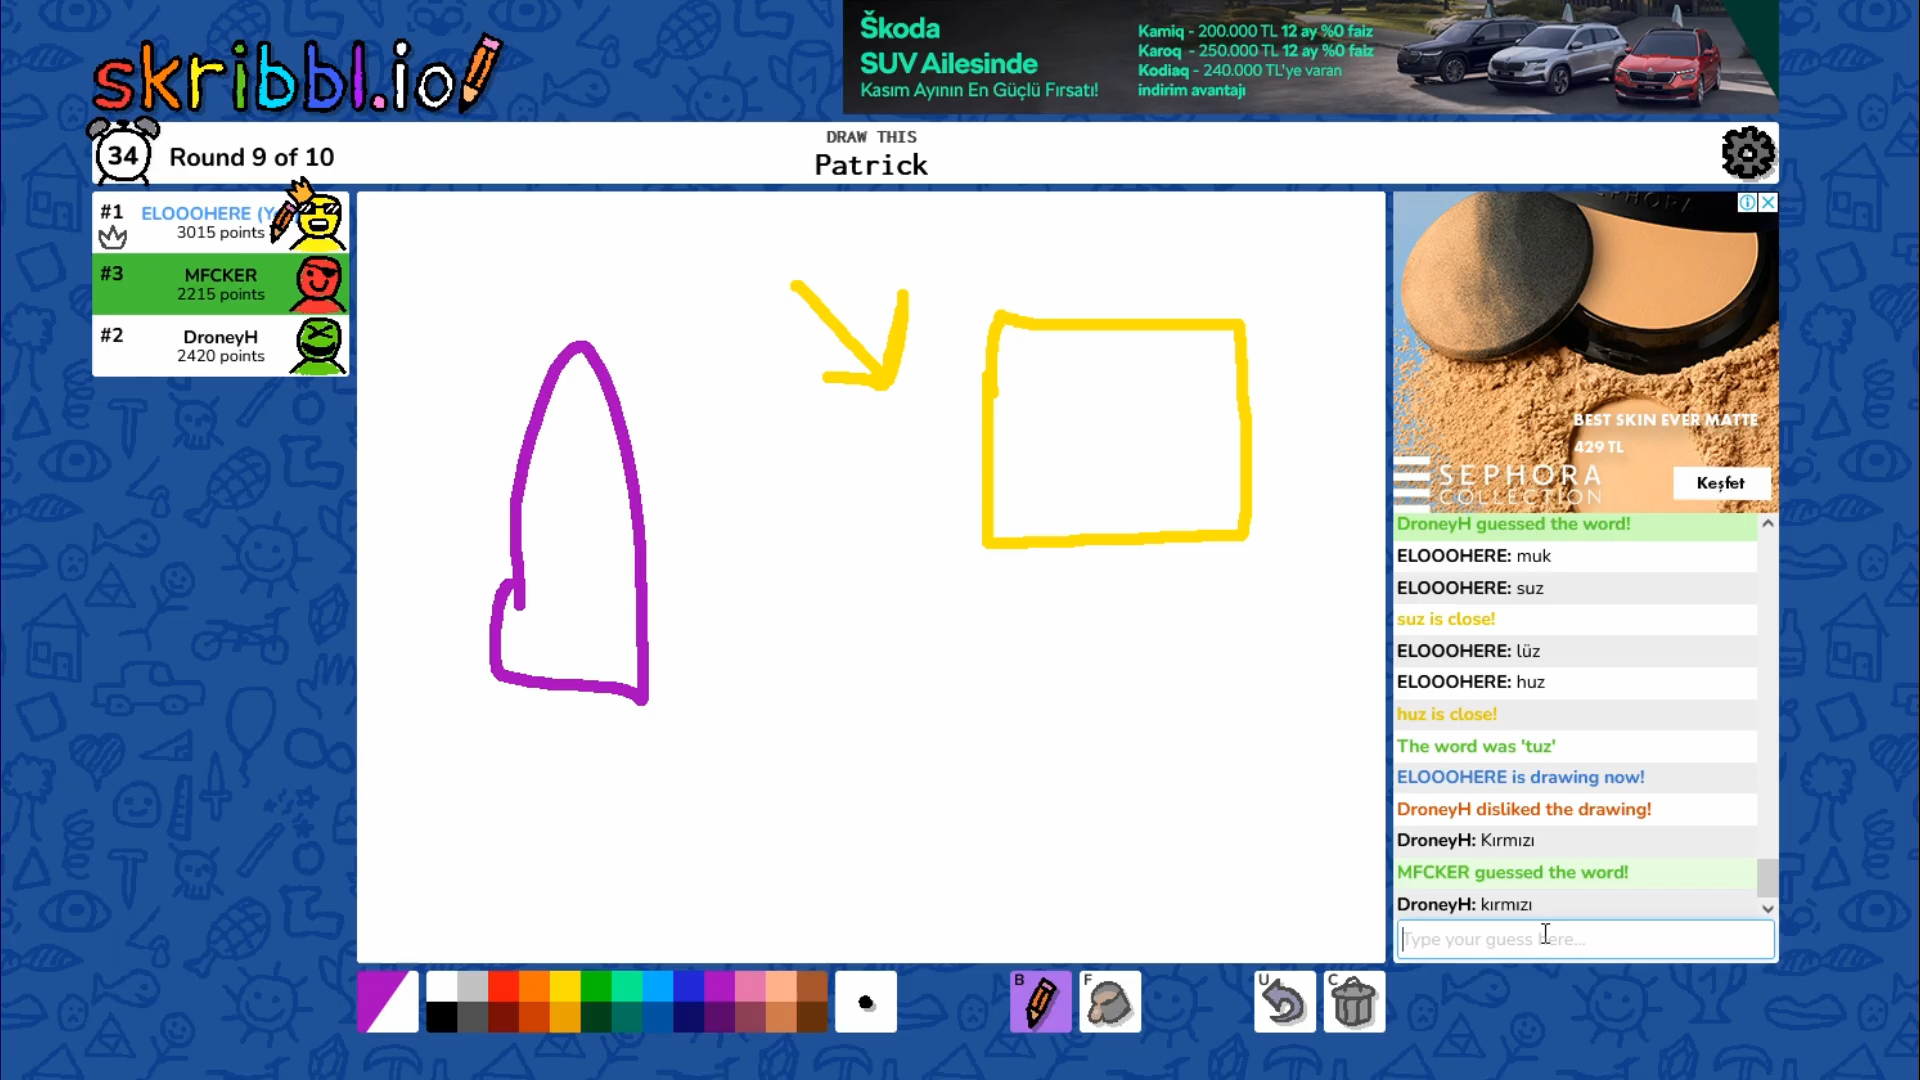 skribbl.io
Škoda
SUV Ailesinde
Kasım Ayının En Güçlü Fırsatı!
Kamiq - 200.000 TL 12 ay %0 faiz
Karoq - 250.000 TL 12 ay %0 faiz
Kodiaq - 240.000 TL'ye varan
indirim avantajı
34
Round 9 of 10
DRAW THIS
Patrick
#1
ELOOOHERE
3015 points
#3
MFCKER
2215 points
#2
DroneyH
2420 points
SEPHORA
BEST SKIN EVER MATTE
429 TL
SEPHORA
COLLECTION
Keşfet
DroneyH guessed the word!
ELOOOHERE: muk
ELOOOHERE: suz
suz is close!
ELOOOHERE: lüz
ELOOOHERE: huz
huz is close!
The word was 'tuz'
ELOOOHERE is drawing now!
DroneyH disliked the drawing!
DroneyH: Kırmızı
MFCKER guessed the word!
DroneyH: kırmızı
Type your guess here...
B
F
U
C